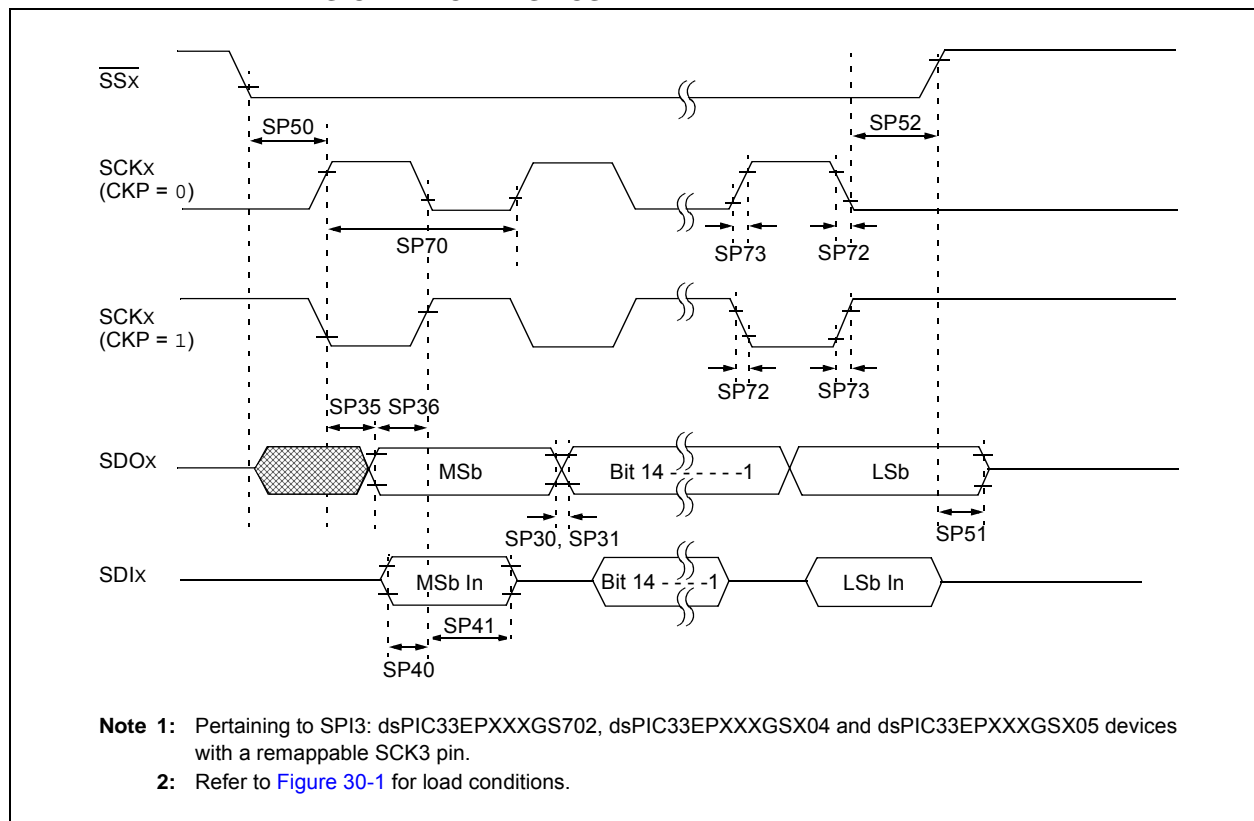 SSx
SP50
SP52
SCKx
(CKP = 0)
SP70
SP73
SP72
SCKx
(CKP = 1)
SP72
SP73
SP35
SP36
SDOx
MSb
Bit 14 - - - - - -1
LSb
SP30, SP31
SP51
SDIx
MSb In
Bit 14 - - - -1
LSb In
SP41
SP40
Note 1: Pertaining to SPI3: dsPIC33EPXXXGS702, dsPIC33EPXXXGSX04 and dsPIC33EPXXXGSX05 devices
with a remappable SCK3 pin.
2: Refer to Figure 30-1 for load conditions.